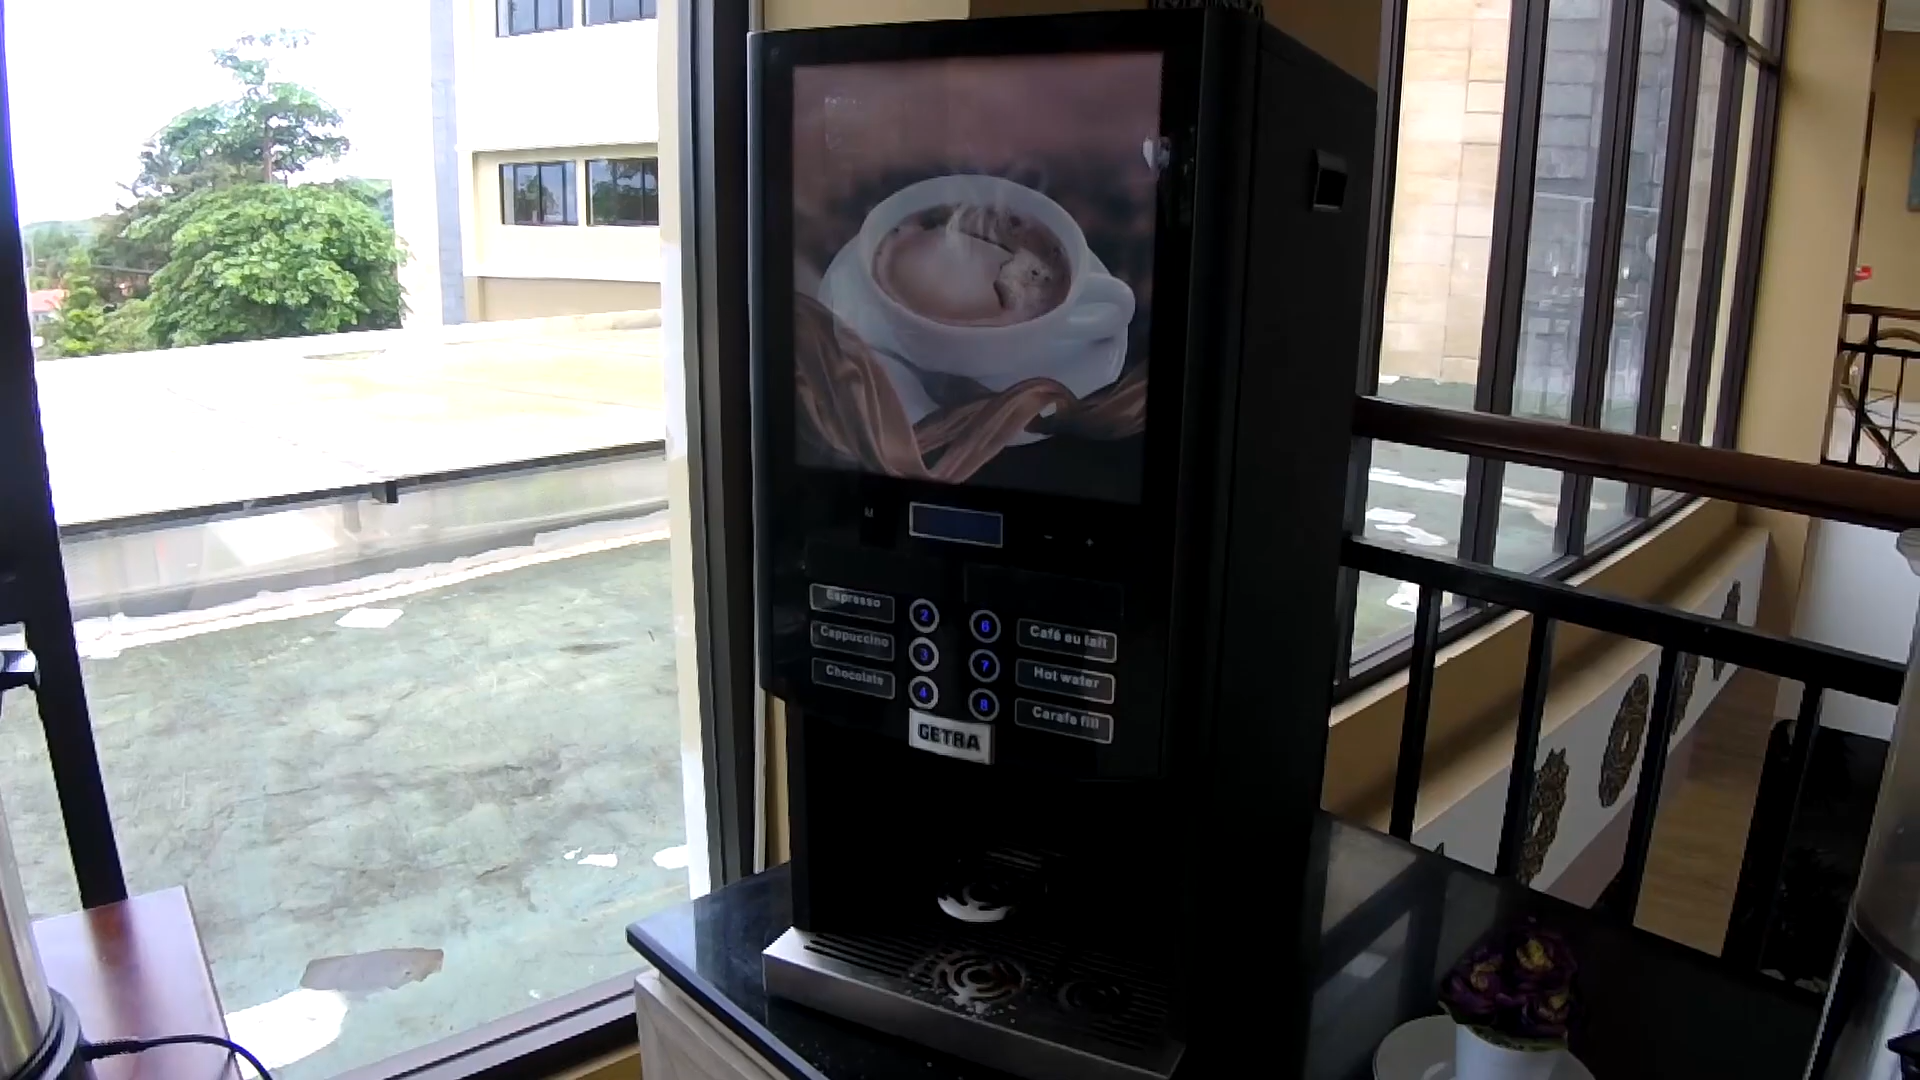 M
- +
Espresso
2
6
Café au lait
Cappuccino
3
7
Hot water
Chocolate
4
8
Carafe fill
GETRA